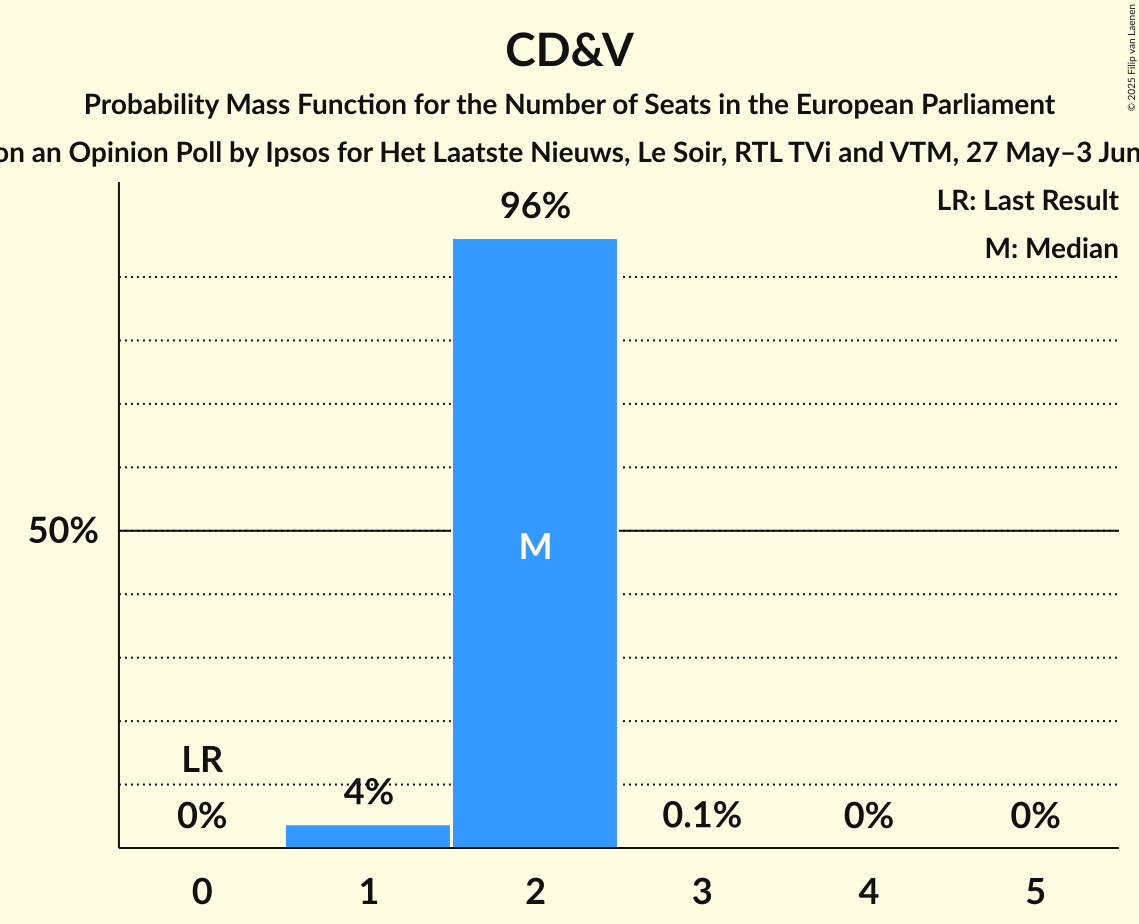 CD&V
Probability Mass Function for the Number of Seats in the European Parliament
on an Opinion Poll by Ipsos for Het Laatste Nieuws, Le Soir, RTL TVi and VTM, 27 May–3 Jun
© 2025 Filip van Laenen
LR: Last Result
M: Median
96%
50%
M
LR
0%
4%
0.1%
0%
0%
0
1
2
3
4
5